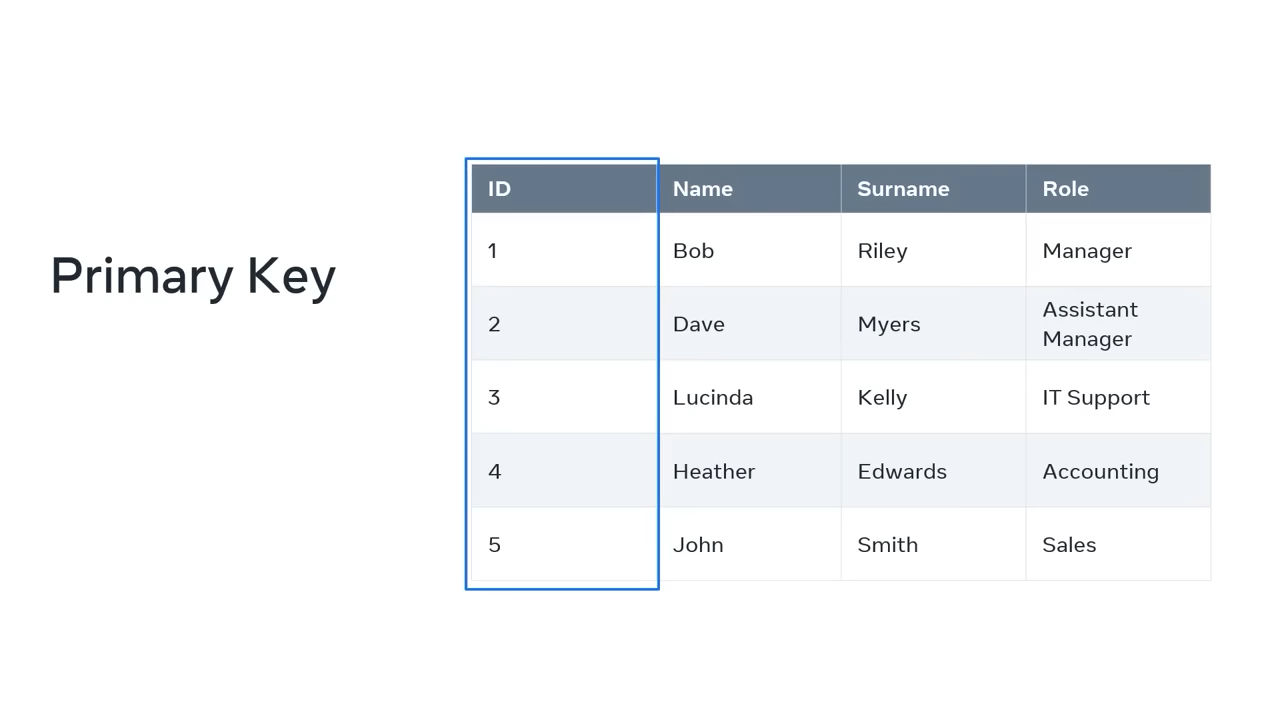 Primary Key
ID Name Surname Role
1 Bob Riley Manager
2 Dave Myers Assistant Manager
3 Lucinda Kelly IT Support
4 Heather Edwards Accounting
5 John Smith Sales